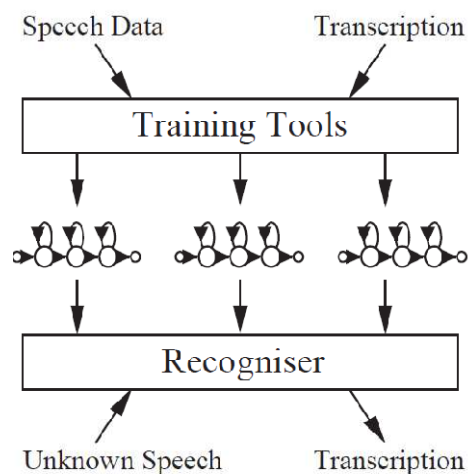 Speech Data
Transcription
Training Tools
Recogniser
Unknown Speech
Transcription